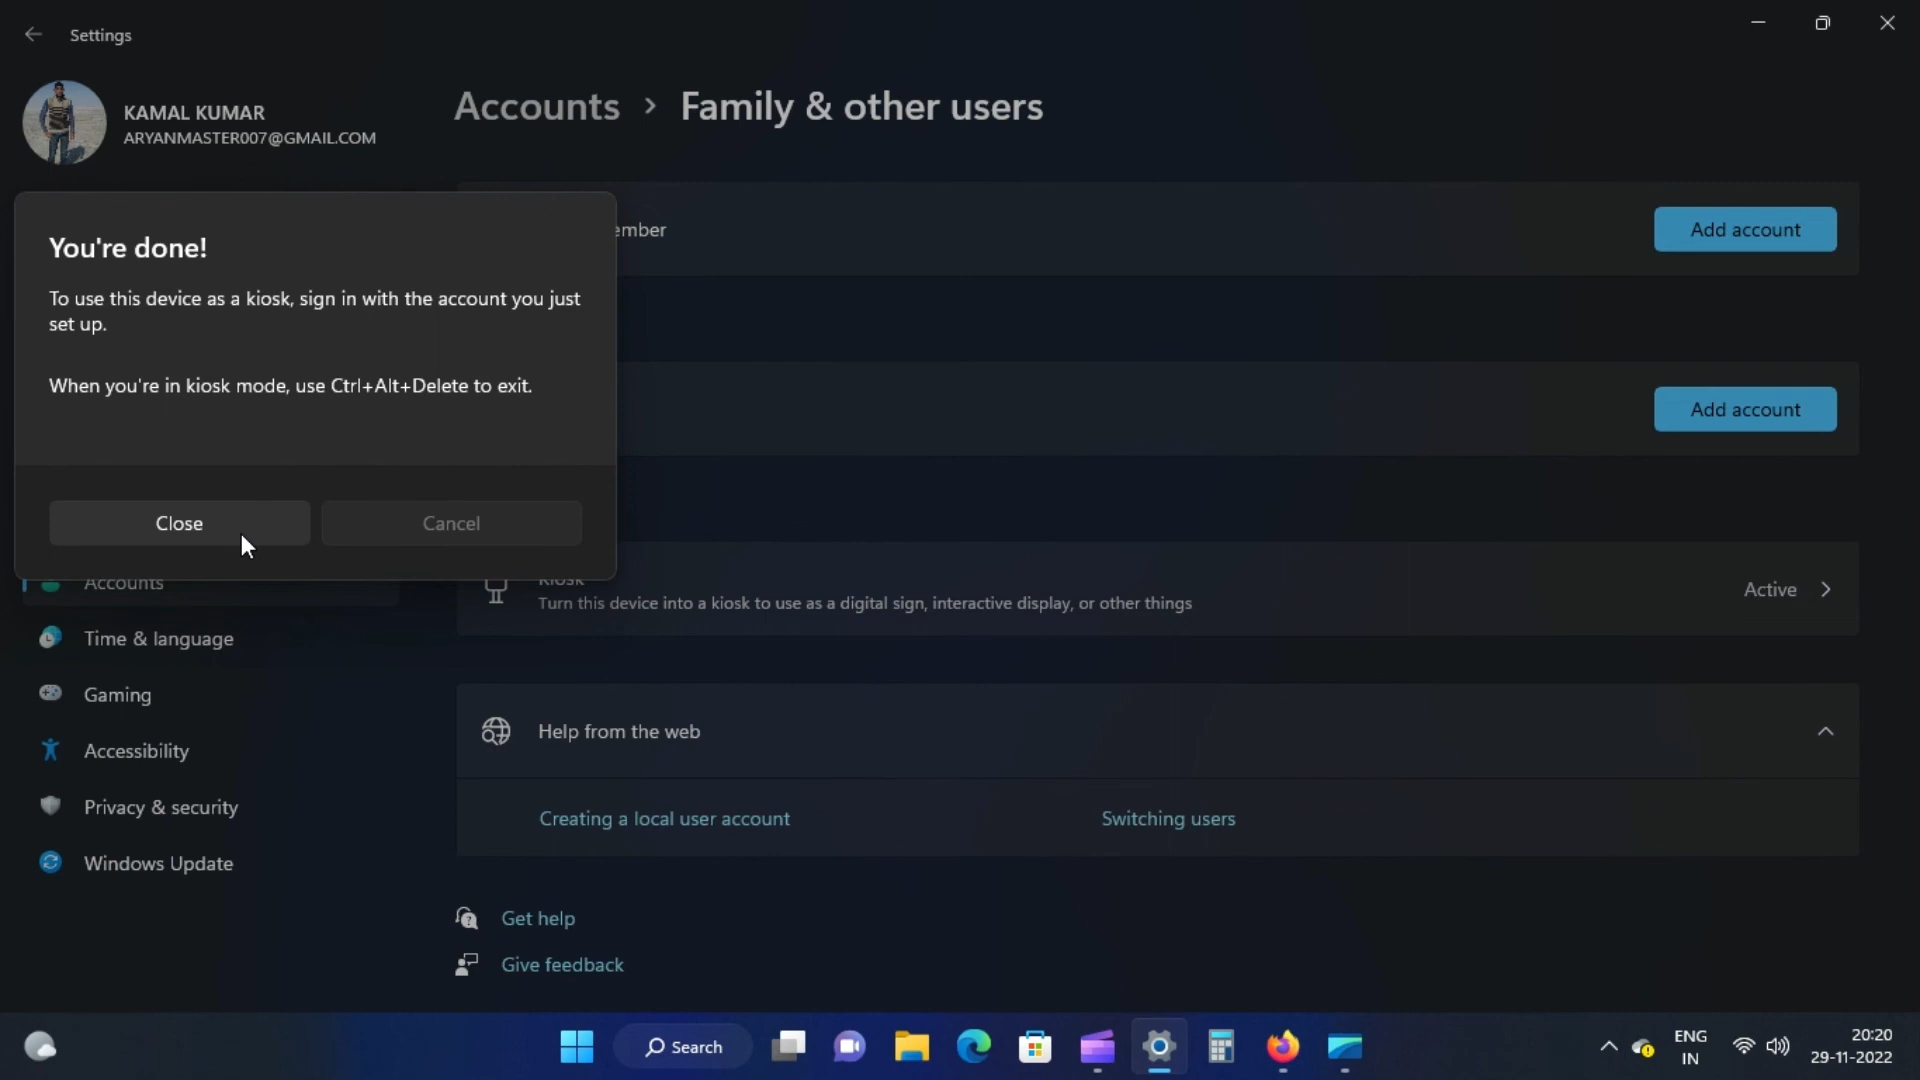 Settings
KAMAL KUMAR
ARYANMASTER007@GMAIL.COM
Accounts > Family & other users
ember
Add account
You're done!
To use this device as a kiosk, sign in with the account you just
set up.
When you're in kiosk mode, use Ctrl+Alt+Delete to exit.
Add account
Close
Cancel
Accounts
Kiosk
Turn this device into a kiosk to use as a digital sign, interactive display, or other things
Active
Time & language
Gaming
Accessibility
Privacy & security
Windows Update
Help from the web
Creating a local user account
Switching users
Get help
Give feedback
Search
ENG
IN
20:20
29-11-2022